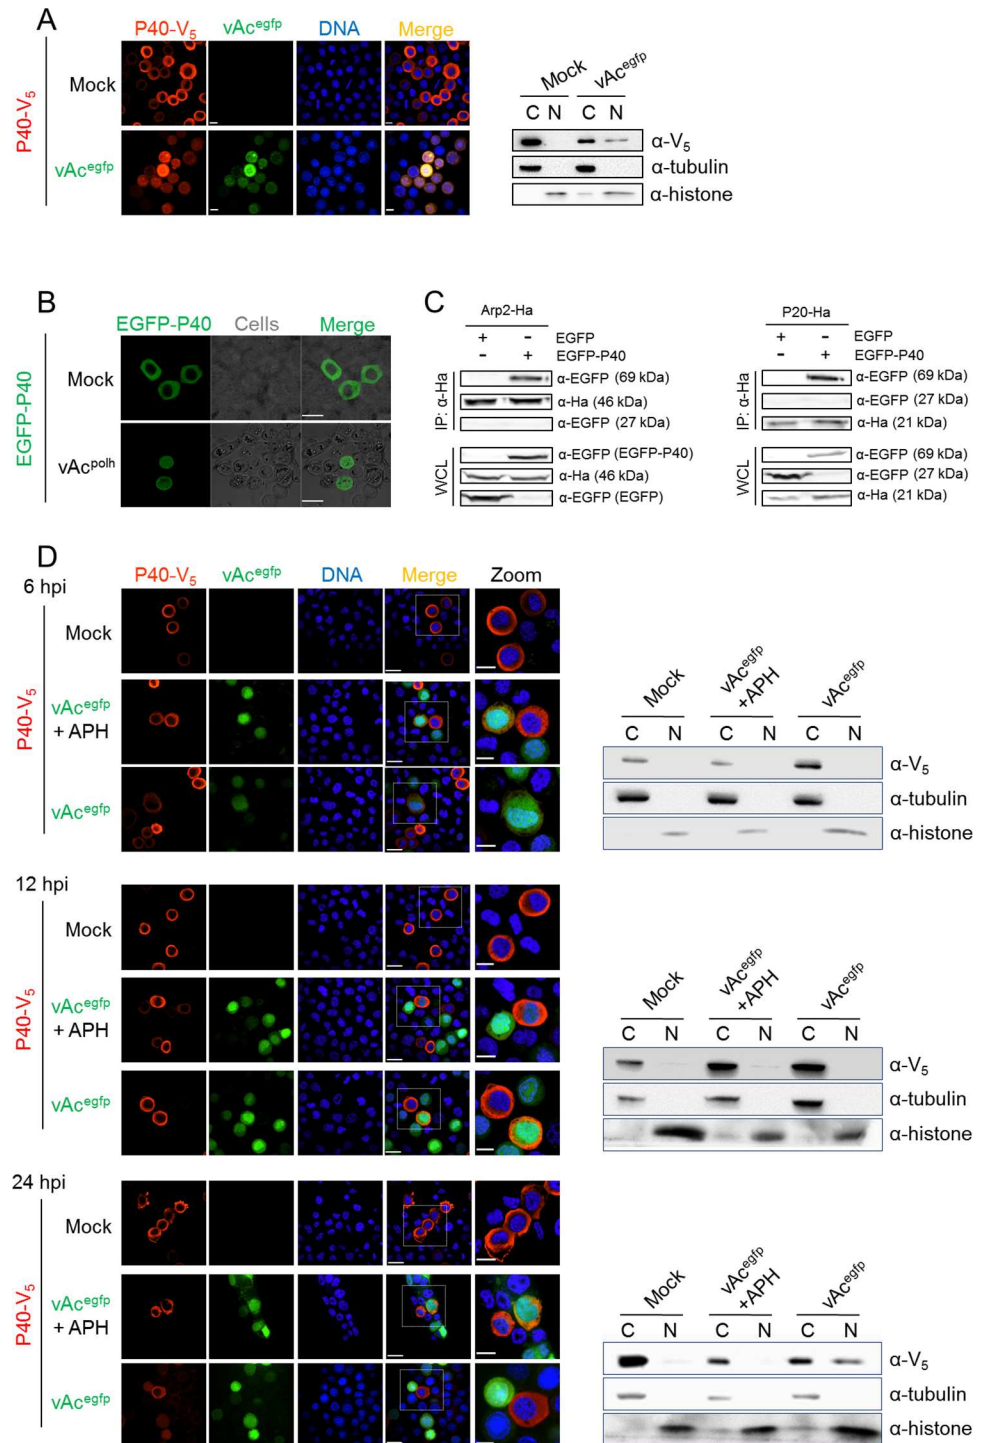 A
P40-V5 vAcegfp DNA Merge
P40-V5
Mock
vAcegfp
Mock vAcegfp
C N C N
α-V5
α-tubulin
α-histone
B
EGFP-P40 Cells Merge
EGFP-P40
Mock
vAcpolh
C
Arp2-Ha
+ - EGFP
- + EGFP-P40
IP: α-Ha
α-EGFP (69 kDa)
α-Ha (46 kDa)
α-EGFP (27 kDa)
WCL
α-EGFP (EGFP-P40)
α-Ha (46 kDa)
α-EGFP (EGFP)
P20-Ha
+ - EGFP
- + EGFP-P40
IP: α-Ha
α-EGFP (69 kDa)
α-EGFP (27 kDa)
α-Ha (21 kDa)
WCL
α-EGFP (69 kDa)
α-EGFP (27 kDa)
α-Ha (21 kDa)
D
P40-V5 vAcegfp DNA Merge Zoom
6 hpi
P40-V5
Mock
vAcegfp
+ APH
vAcegfp
Mock vAcegfp +APH vAcegfp
C N C N C N
α-V5
α-tubulin
α-histone
12 hpi
P40-V5
Mock
vAcegfp
+ APH
vAcegfp
Mock vAcegfp +APH vAcegfp
C N C N C N
α-V5
α-tubulin
α-histone
24 hpi
P40-V5
Mock
vAcegfp
+ APH
vAcegfp
Mock vAcegfp +APH vAcegfp
C N C N C N
α-V5
α-tubulin
α-histone